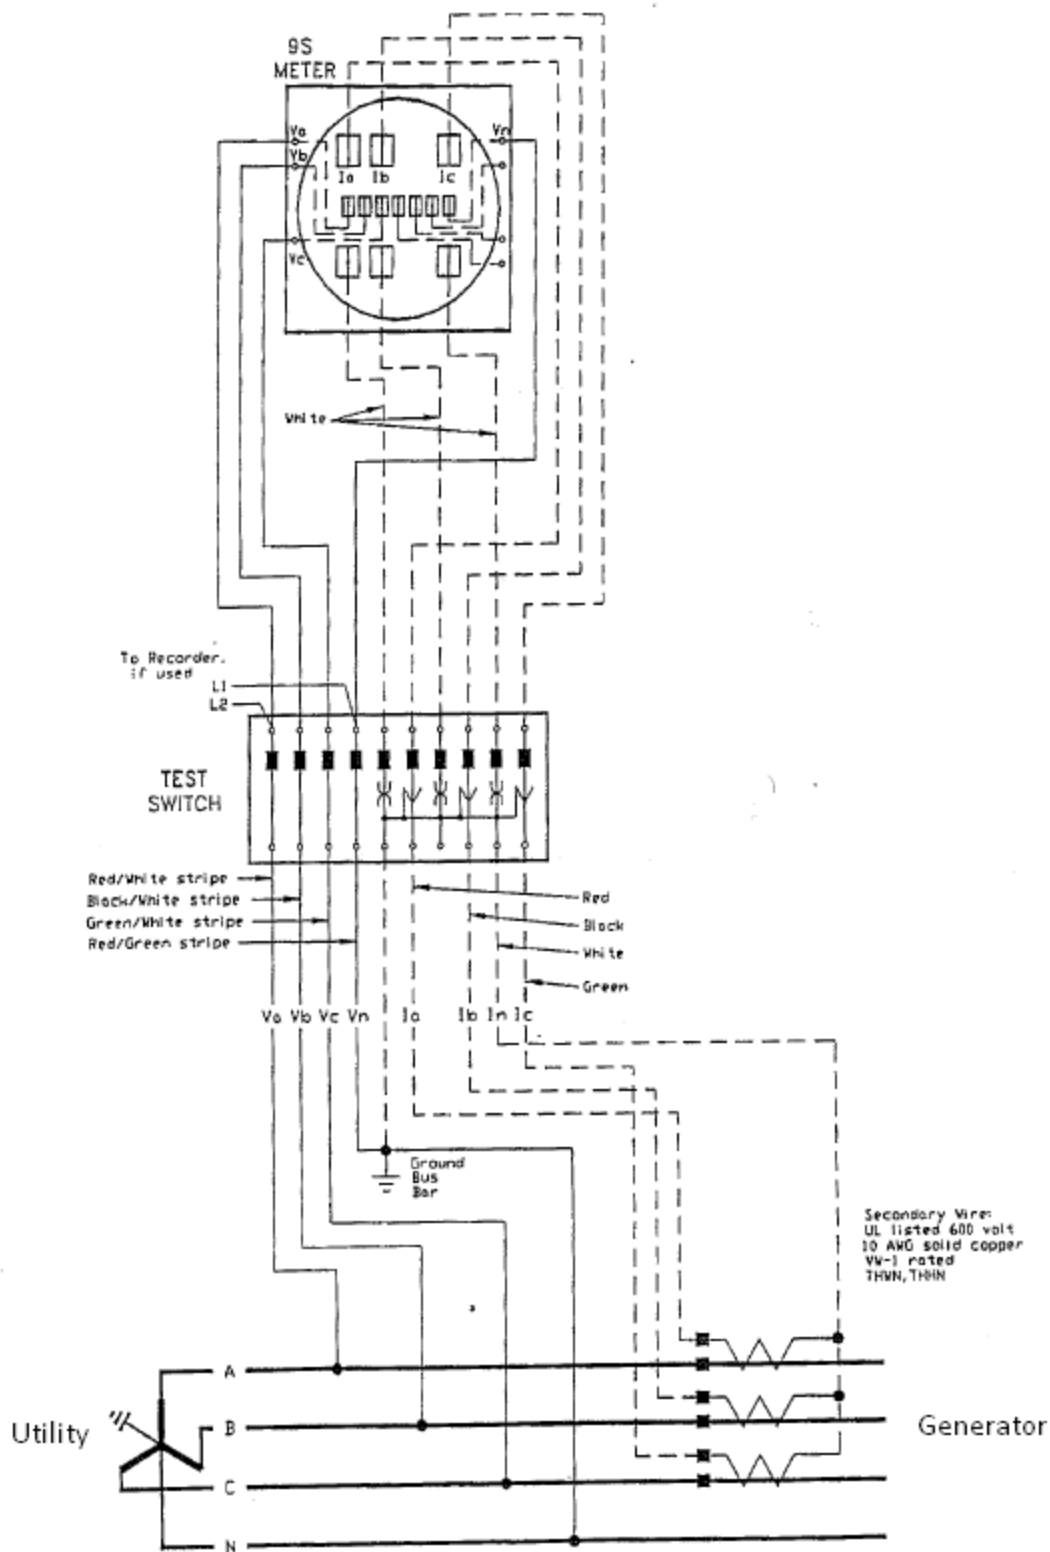 9S
METER
Va
Vn
Vb
Ia
Ib
Ic
Vc
White
To Recorder.
if used
L1
L2
TEST
SWITCH
Red/White stripe
Black/White stripe
Green/White stripe
Red/Green stripe
Red
Black
White
Green
Va Vb Vc Vn Ia Ib In Ic
Ground
Bus
Bar
Secondary Wire:
UL listed 600 volt
10 AWG solid copper
VW-1 rated
THWN, THHN
A
Utility
B
Generator
C
N